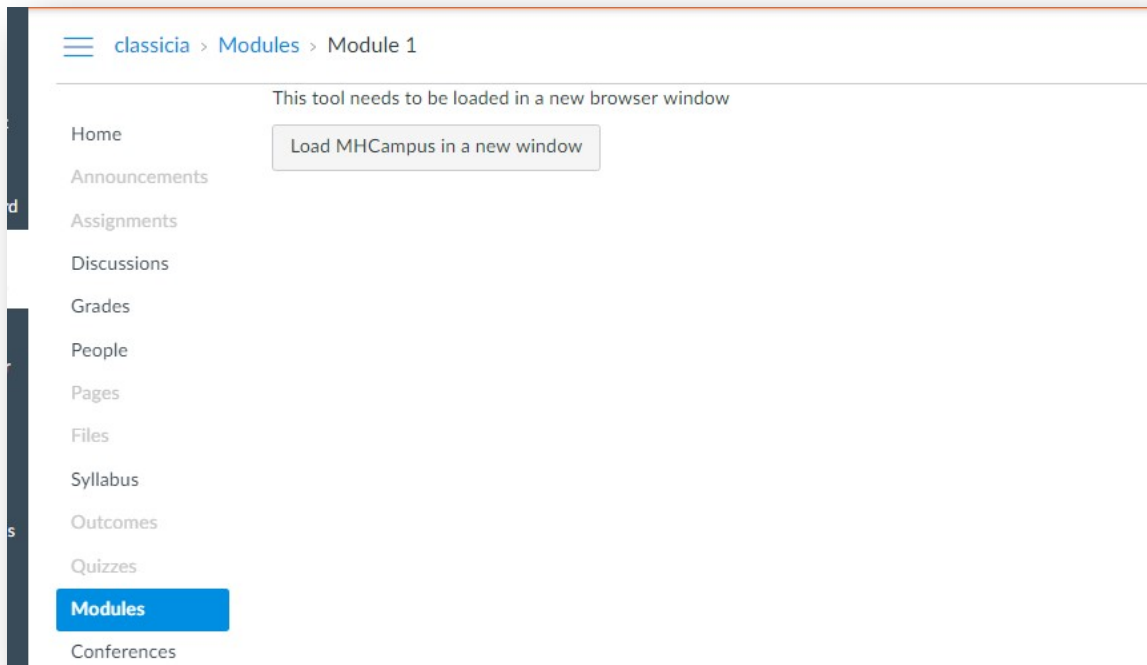 classicia > Modules > Module 1
This tool needs to be loaded in a new browser window
Load MHCampus in a new window
Home
Announcements
Assignments
Discussions
Grades
People
Pages
Files
Syllabus
Outcomes
Quizzes
Modules
Conferences